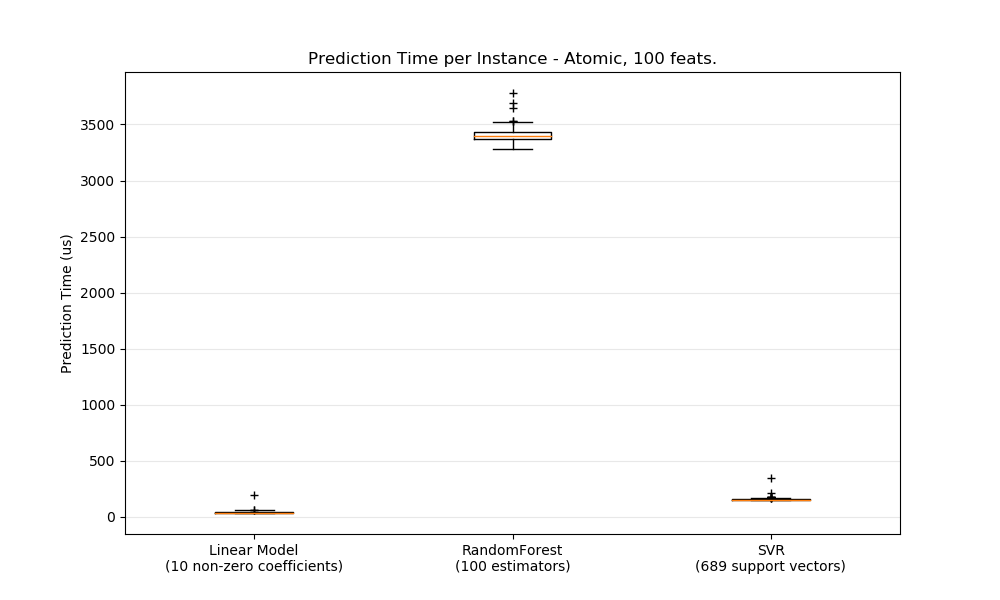 Prediction Time per Instance - Atomic, 100 feats.
Prediction Time (us)
3500
3000
2500
2000
1500
1000
500
0
Linear Model
(10 non-zero coefficients)
RandomForest
(100 estimators)
SVR
(689 support vectors)